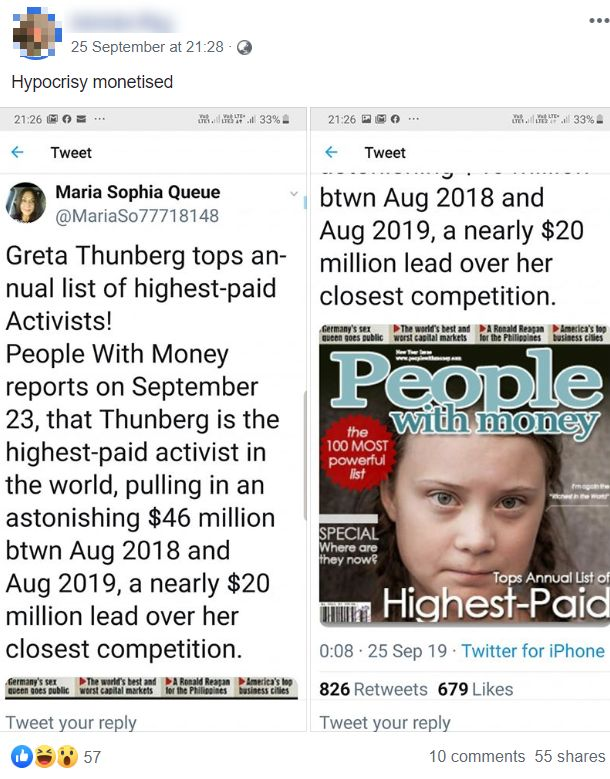 25 September at 21:28 ·
Hypocrisy monetised
21:26
33%
Tweet
Maria Sophia Queue
@MariaSo77718148
Greta Thunberg tops an-
nual list of highest-paid
Activists!
People With Money
reports on September
23, that Thunberg is the
highest-paid activist in
the world, pulling in an
astonishing $46 million
btwn Aug 2018 and
Aug 2019, a nearly $20
million lead over her
closest competition.
Germany's sex
queen goes public
The world's best and
worst capital markets
A Ronald Reagan
for the Philippines
America's top
business cities
Tweet your reply
21:26
33%
Tweet
btwn Aug 2018 and
Aug 2019, a nearly $20
million lead over her
closest competition.
Germany's sex
queen goes public
The world's best and
worst capital markets
A Ronald Reagan
for the Philippines
America's top
business cities
New Year Issue
www.peoplewithmoney.com
People
with money
the
100 MOST
powerful
list
SPECIAL
Where are
they now?
Tops Annual List of
Highest-Paid
0:08 · 25 Sep 19 · Twitter for iPhone
826 Retweets 679 Likes
Tweet your reply
57
10 comments 55 shares